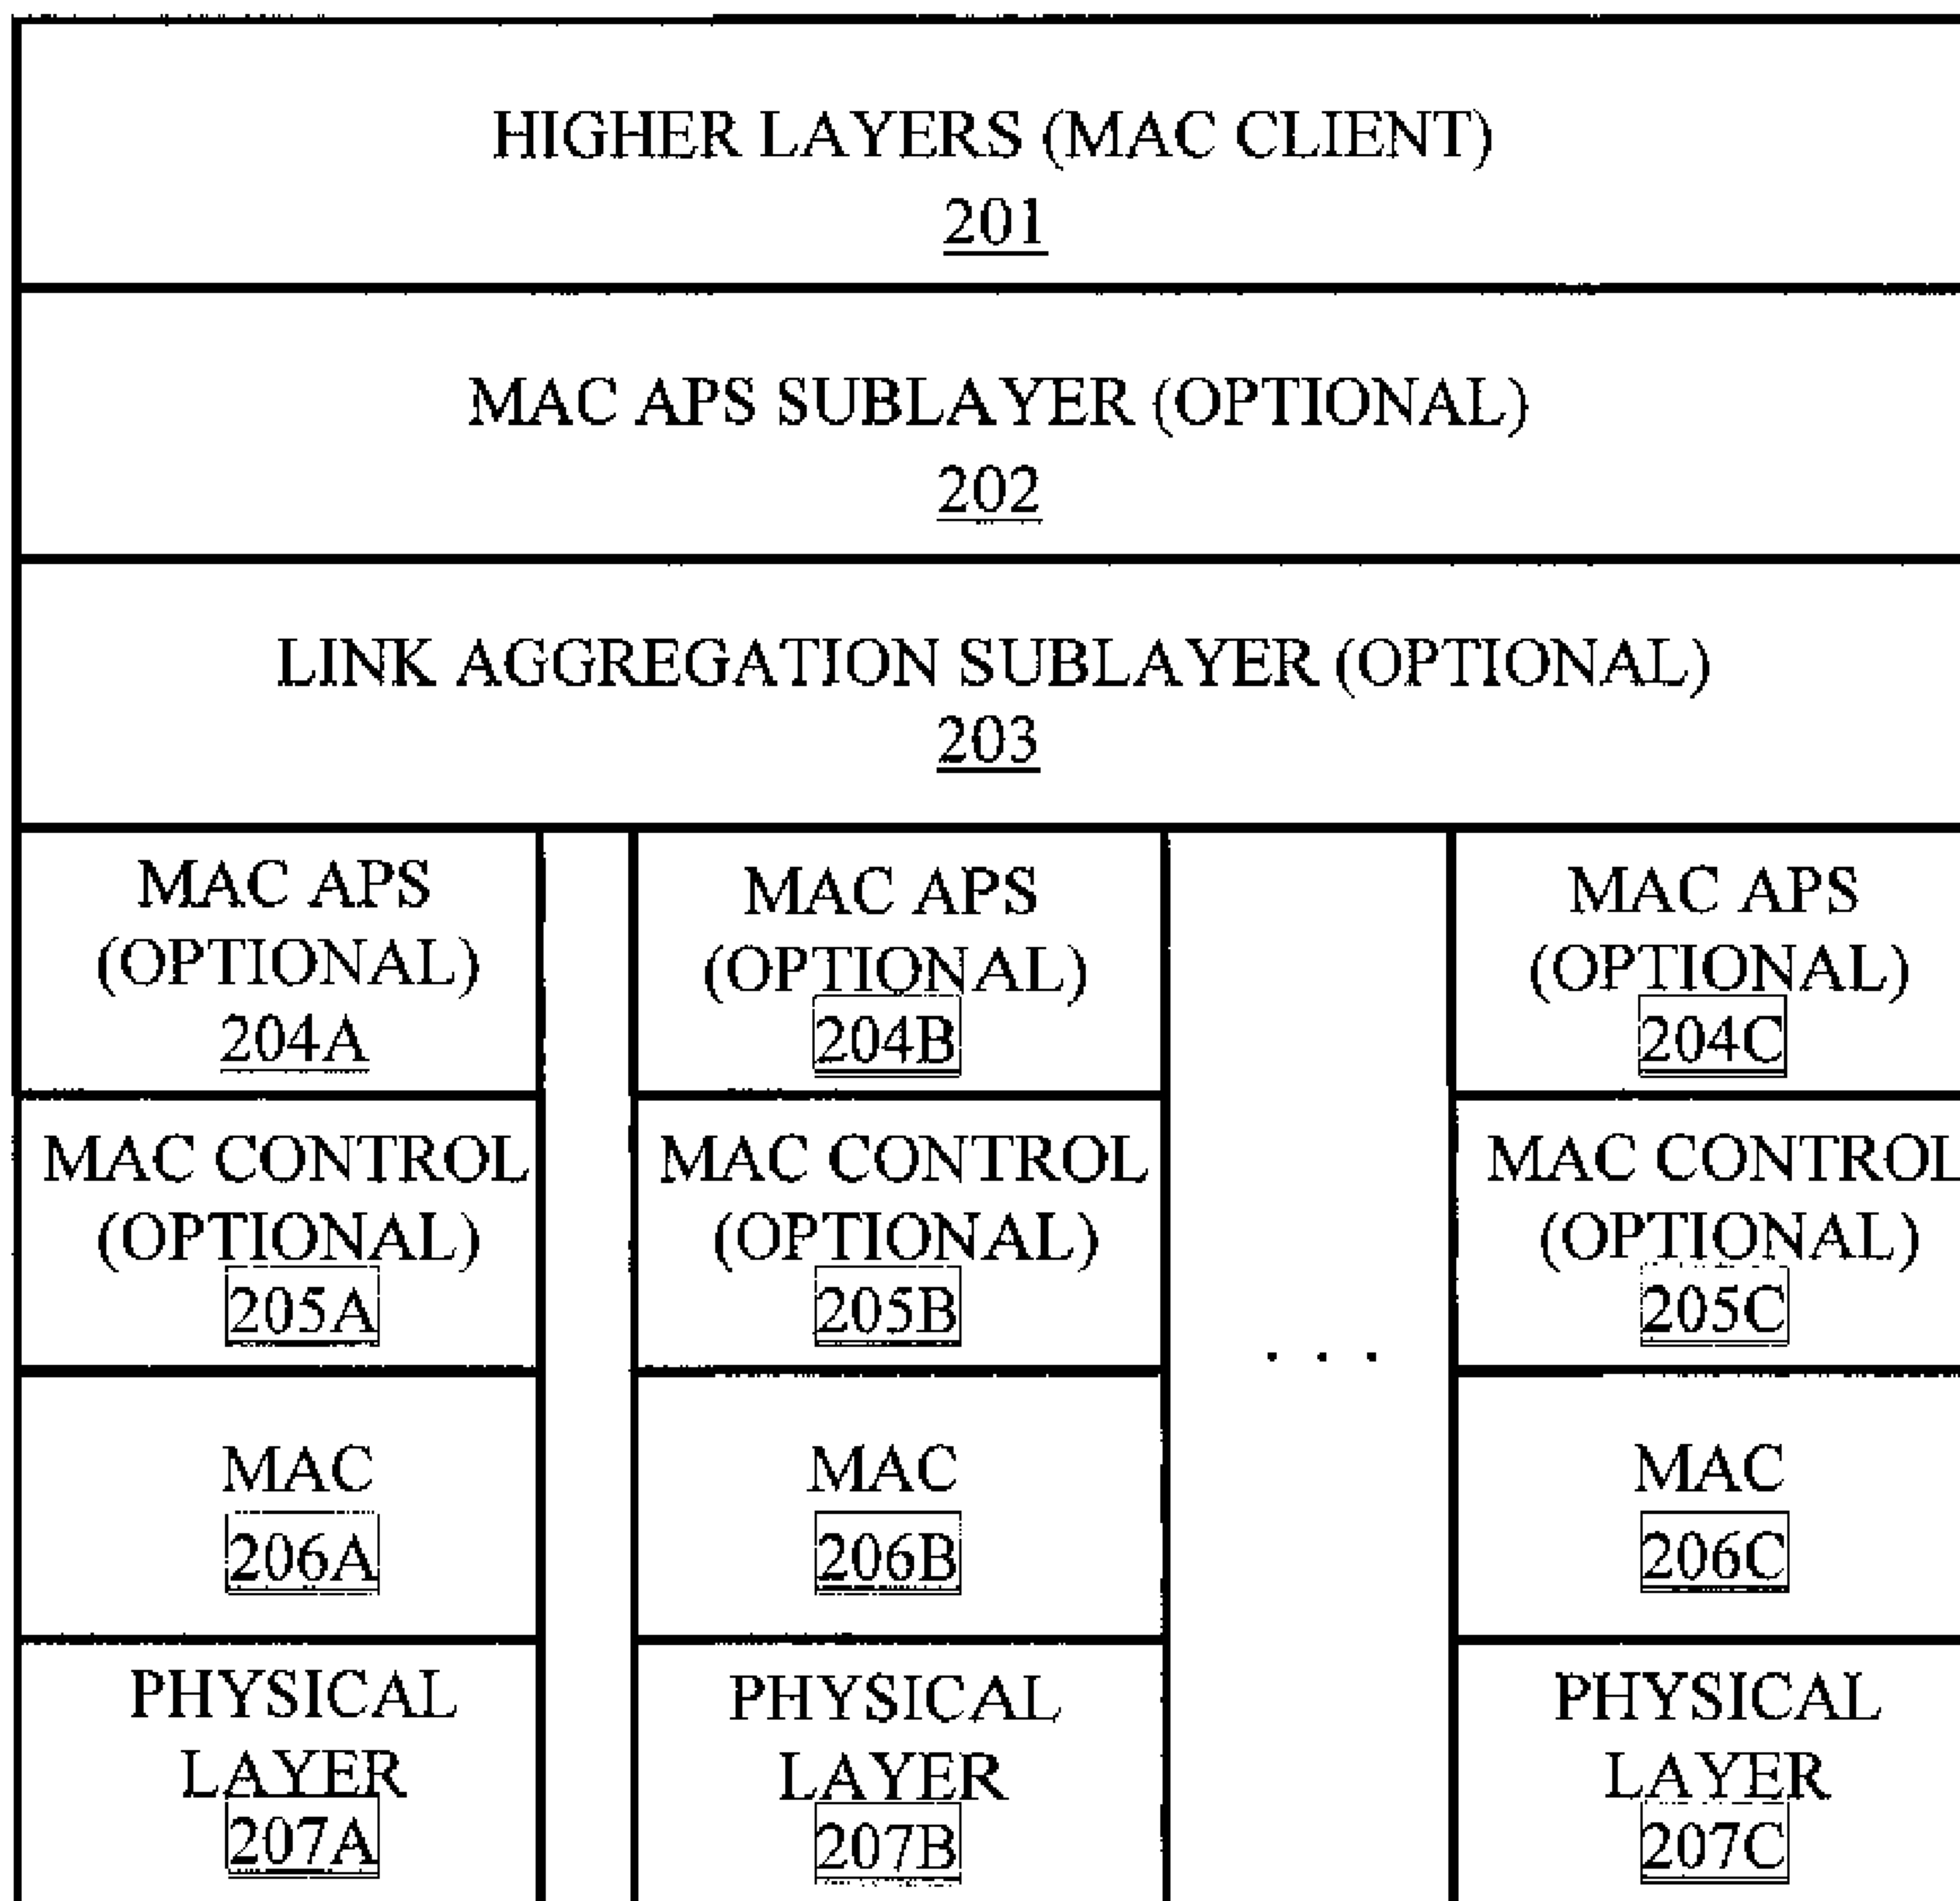 HIGHER LAYERS (MAC CLIENT)
201
MAC APS SUBLAYER (OPTIONAL)
202
LINK AGGREGATION SUBLAYER (OPTIONAL)
203
MAC APS
(OPTIONAL)
204A
MAC APS
(OPTIONAL)
204B
MAC APS
(OPTIONAL)
204C
MAC CONTROL
(OPTIONAL)
205A
MAC CONTROL
(OPTIONAL)
205B
MAC CONTROL
(OPTIONAL)
205C
. . .
MAC
206A
MAC
206B
MAC
206C
PHYSICAL
LAYER
207A
PHYSICAL
LAYER
207B
PHYSICAL
LAYER
207C